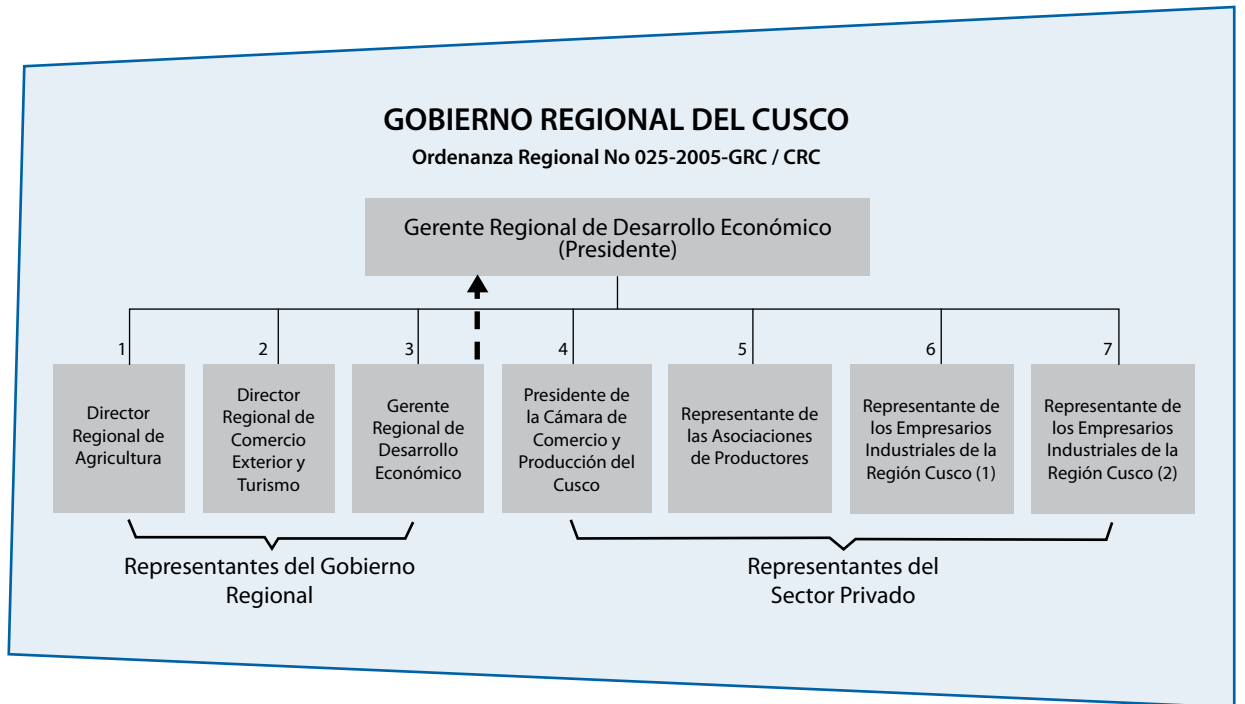 GOBIERNO REGIONAL DEL CUSCO
Ordenanza Regional No 025-2005-GRC / CRC
Gerente Regional de Desarrollo Económico
(Presidente)
1
Director
Regional de
Agricultura
2
Director
Regional de
Comercio
Exterior y
Turismo
3
Gerente
Regional de
Desarrollo
Económico
4
Presidente de
la Cámara de
Comercio y
Producción del
Cusco
5
Representante de
las Asociaciones
de Productores
6
Representante de
los Empresarios
Industriales de la
Región Cusco (1)
7
Representante de
los Empresarios
Industriales de la
Región Cusco (2)
Representantes del Gobierno
Regional
Representantes del
Sector Privado